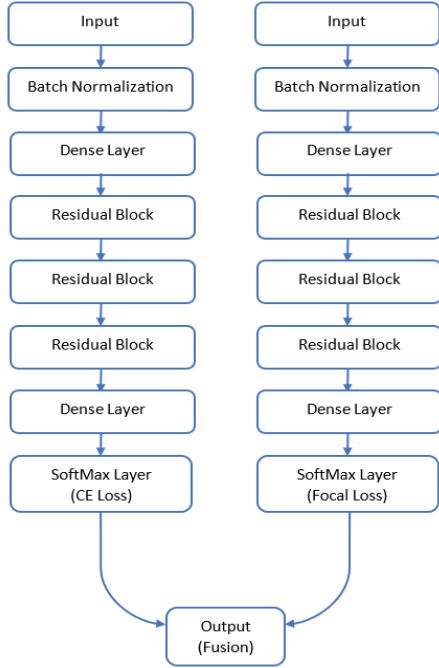 Input
Batch Normalization
Dense Layer
Residual Block
Residual Block
Residual Block
Dense Layer
SoftMax Layer
(CE Loss)
Input
Batch Normalization
Dense Layer
Residual Block
Residual Block
Residual Block
Dense Layer
SoftMax Layer
(Focal Loss)
Output
(Fusion)